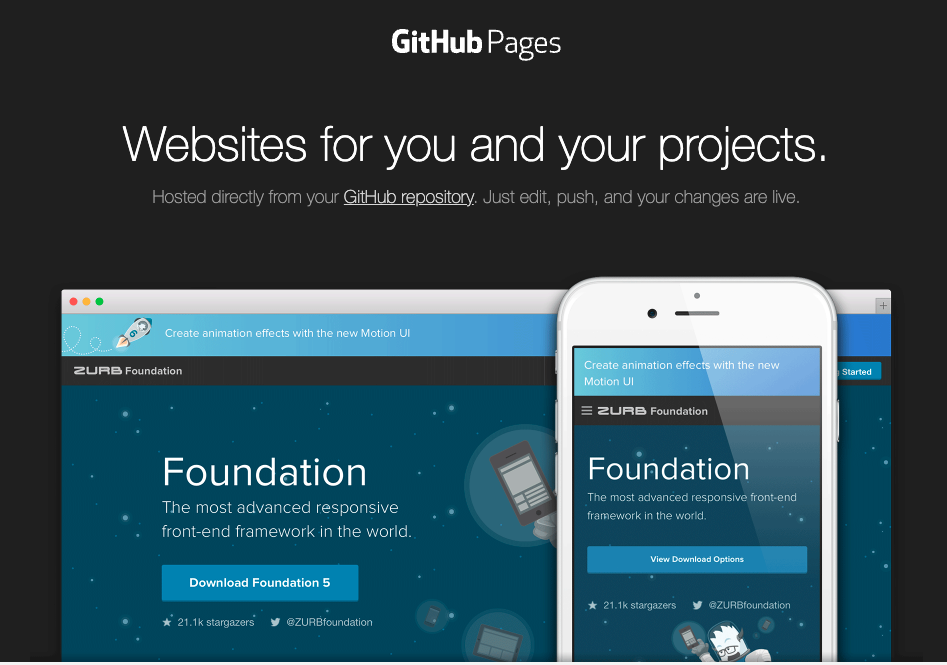 GitHub Pages
Websites for you and your projects.
Hosted directly from your GitHub repository. Just edit, push, and your changes are live.
Create animation effects with the new Motion UI
ZURB Foundation
Started
Foundation
The most advanced responsive
front-end framework in the world.
Download Foundation 5
21.1k stargazers @ZURBfoundation
Create animation effects with the new
Motion UI
ZURB Foundation
Foundation
The most advanced responsive front-end
framework in the world.
View Download Options
21.1k stargazers @ZURBfoundation